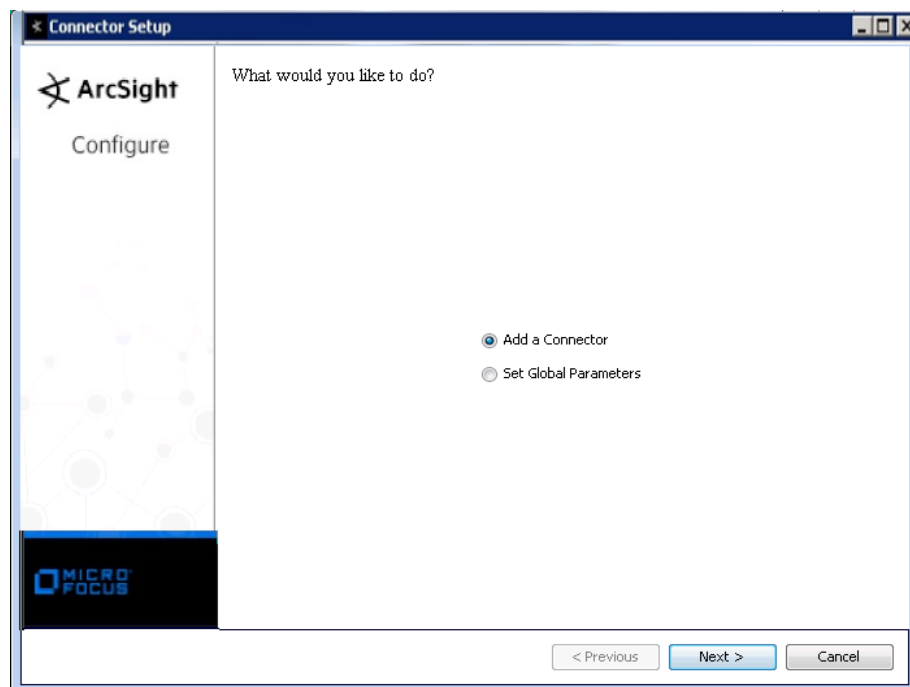 Connector Setup
ArcSight
Configure
What would you like to do?
Add a Connector
Set Global Parameters
MICRO
FOCUS
< Previous
Next >
Cancel